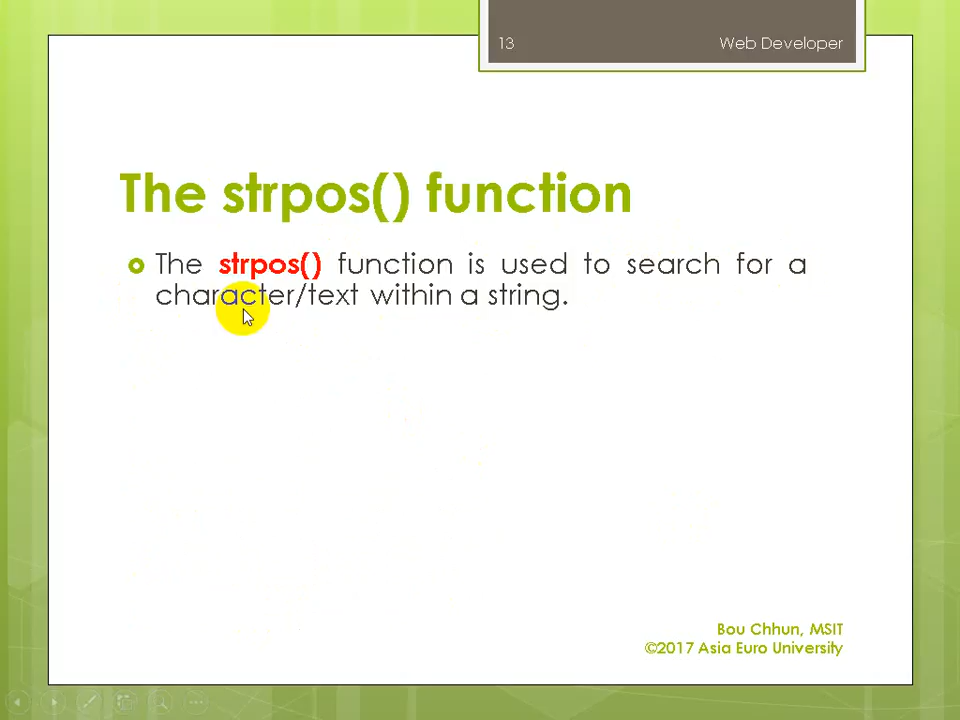 13 Web Developer
The strpos() function
The strpos() function is used to search for a
character/text within a string.
Bou Chhun, MSIT
©2017 Asia Euro University